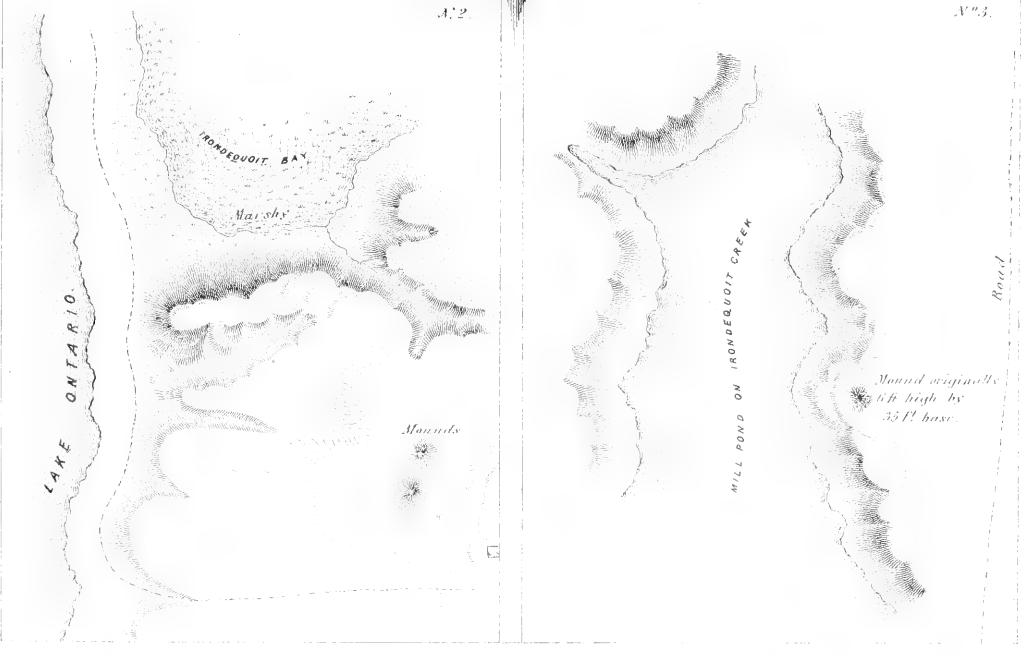 No 2.
IRONDEQUOIT BAY
Marshy
LAKE ONTARIO
Mounds
No 3.
MILL POND ON IRONDEQUOIT CREEK
Road
Mound originally
6 ft high by
35 ft base.